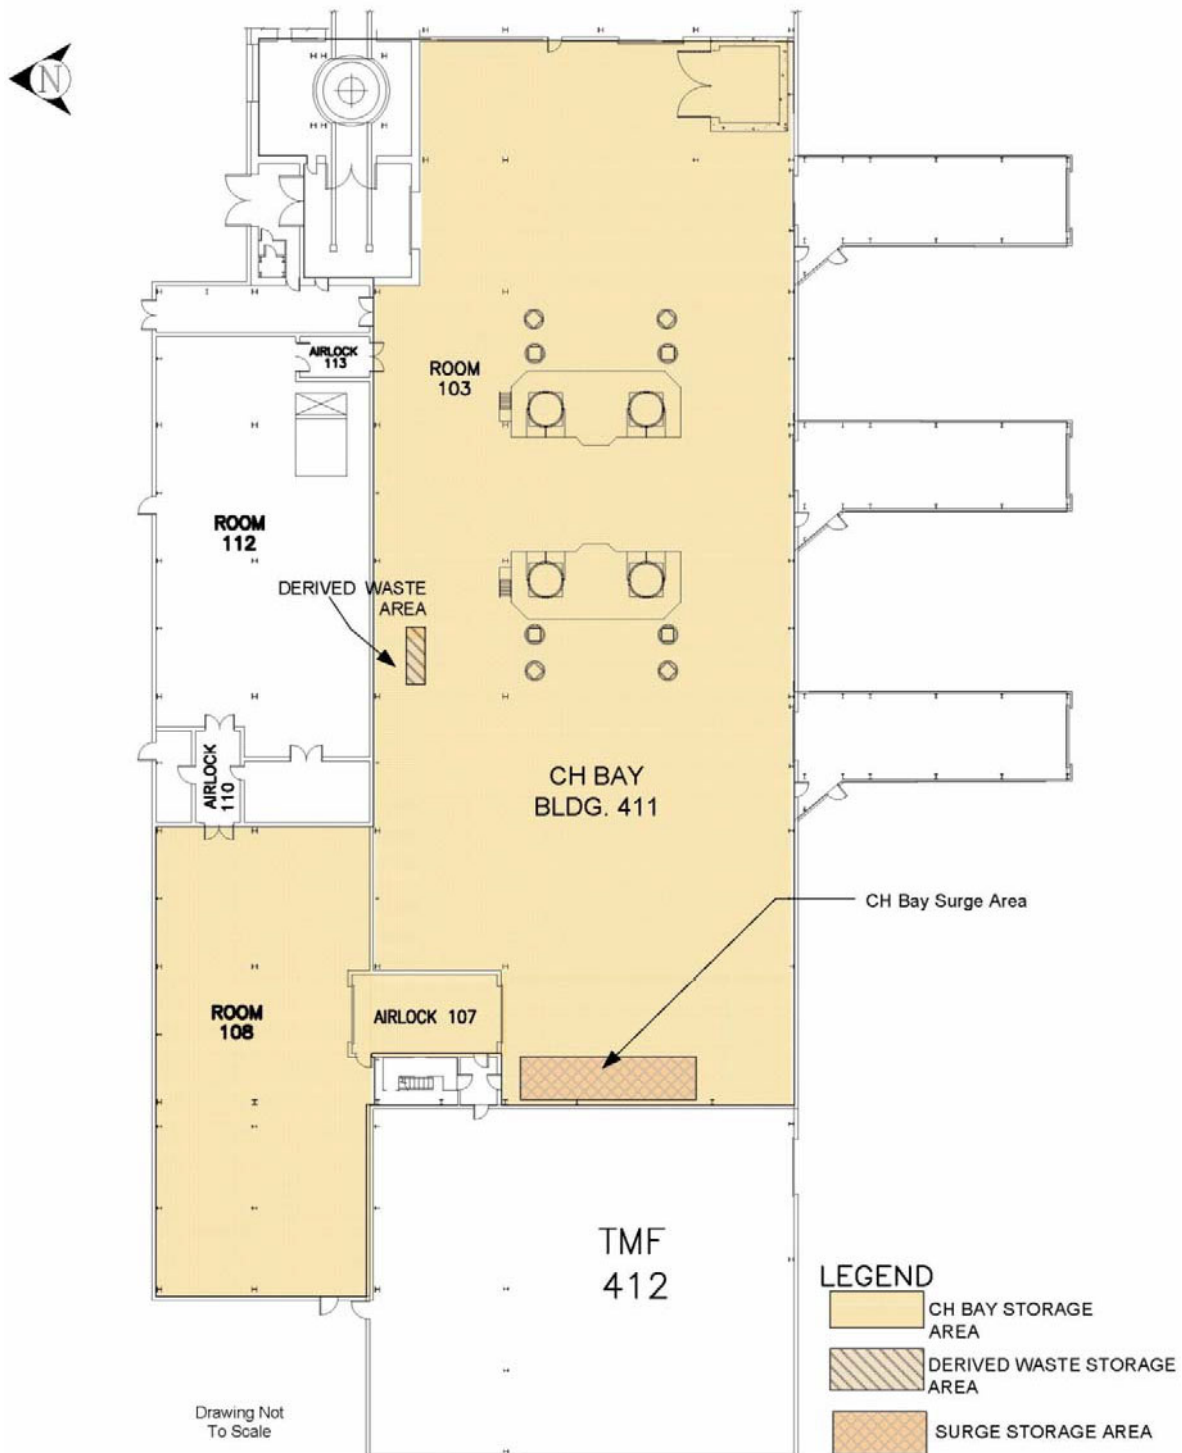 N
AIRLOCK
113
ROOM
103
ROOM
112
DERIVED WASTE
AREA
AIRLOCK
110
CH BAY
BLDG. 411
CH Bay Surge Area
ROOM
108
AIRLOCK 107
TMF
412
LEGEND
CH BAY STORAGE
AREA
DERIVED WASTE STORAGE
AREA
SURGE STORAGE AREA
Drawing Not
To Scale